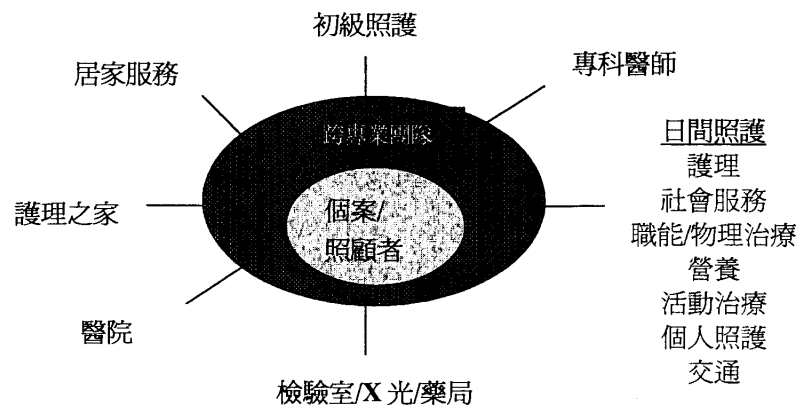 初級照護
居家服務
專科醫師
跨專業團隊
日間照護
護理
護理之家
個案/
照顧者
社會服務
職能/物理治療
營養
活動治療
醫院
個人照護
交通
檢驗室/X 光/藥局